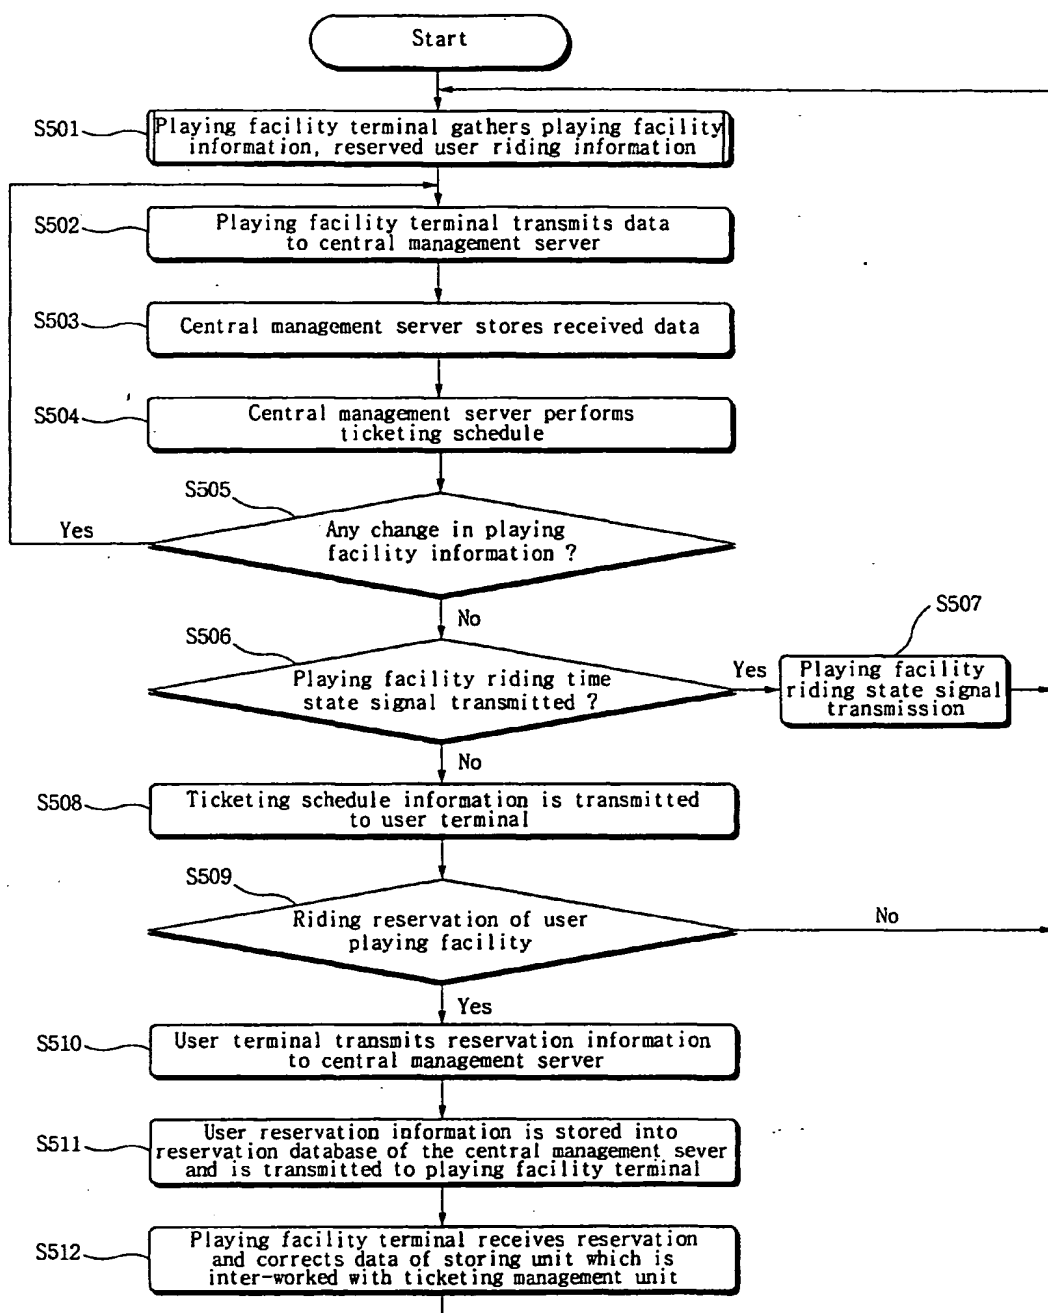 Start
S501
Playing facility terminal gathers playing facility
information, reserved user riding information
S502
Playing facility terminal transmits data
to central management server
S503
Central management server stores received data
S504
Central management server performs
ticketing schedule
S505
Yes
Any change in playing
facility information ?
No
S506
S507
Playing facility riding time
state signal transmitted ?
Yes
Playing facility
riding state signal
transmission
No
S508
Ticketing schedule information is transmitted
to user terminal
S509
Riding reservation of user
playing facility
No
Yes
S510
User terminal transmits reservation information
to central management server
S511
User reservation information is stored into
reservation database of the central management sever
and is transmitted to playing facility terminal
S512
Playing facility terminal receives reservation
and corrects data of storing unit which is
inter-worked with ticketing management unit